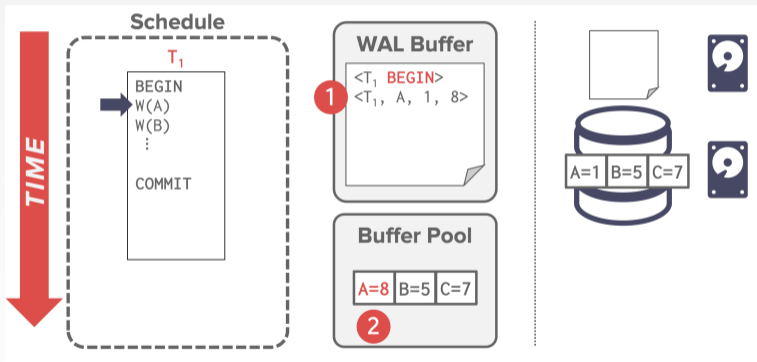 Schedule
TIME
T1
BEGIN
W(A)
W(B)
⋮
COMMIT
WAL Buffer
1
<T1 BEGIN>
<T1, A, 1, 8>
Buffer Pool
A=8 B=5 C=7
2
A=1 B=5 C=7